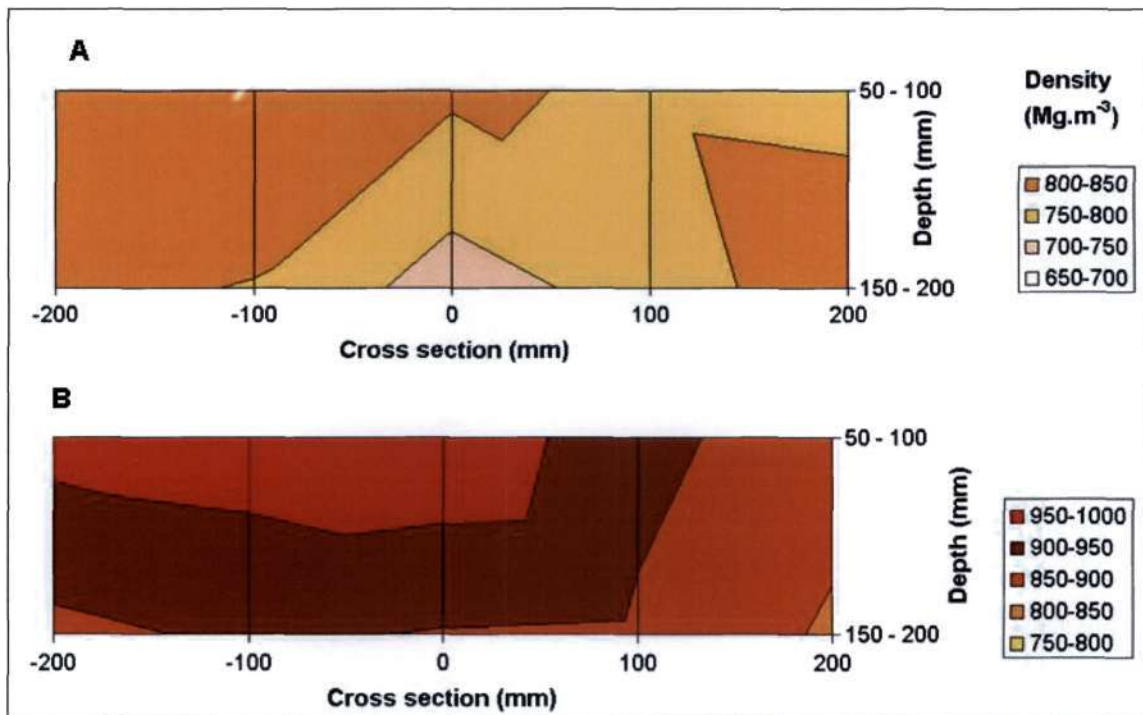 A
50 - 100
150 - 200
Depth (mm)
-200 -100 0 100 200
Cross section (mm)
Density
(Mg.m⁻³)
800-850
750-800
700-750
650-700
B
50 - 100
150 - 200
Depth (mm)
-200 -100 0 100 200
Cross section (mm)
950-1000
900-950
850-900
800-850
750-800